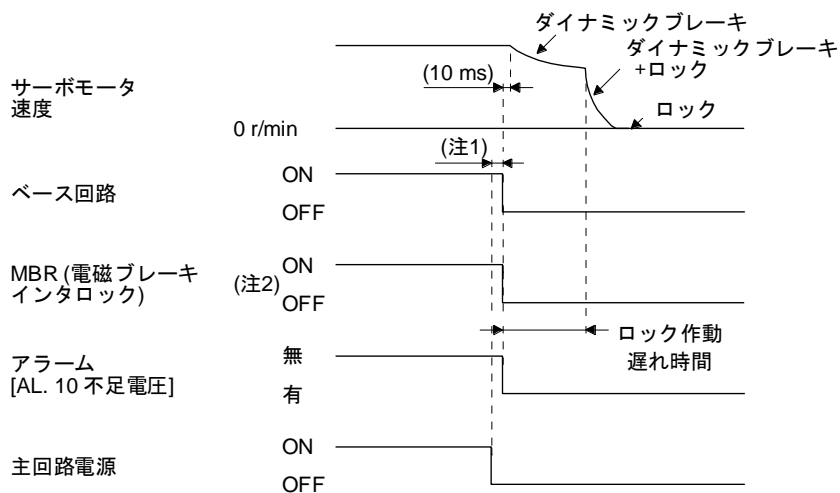 ダイナミックブレーキ
ダイナミックブレーキ
+ロック
(10 ms)
サーボモータ
速度
ロック
0 r/min
(注1)
ON
ベース回路
OFF
MBR (電磁ブレーキ
インタロック)
(注2)
ON
OFF
ロック作動
遅れ時間
アラーム
[AL. 10 不足電圧]
無
有
ON
主回路電源
OFF